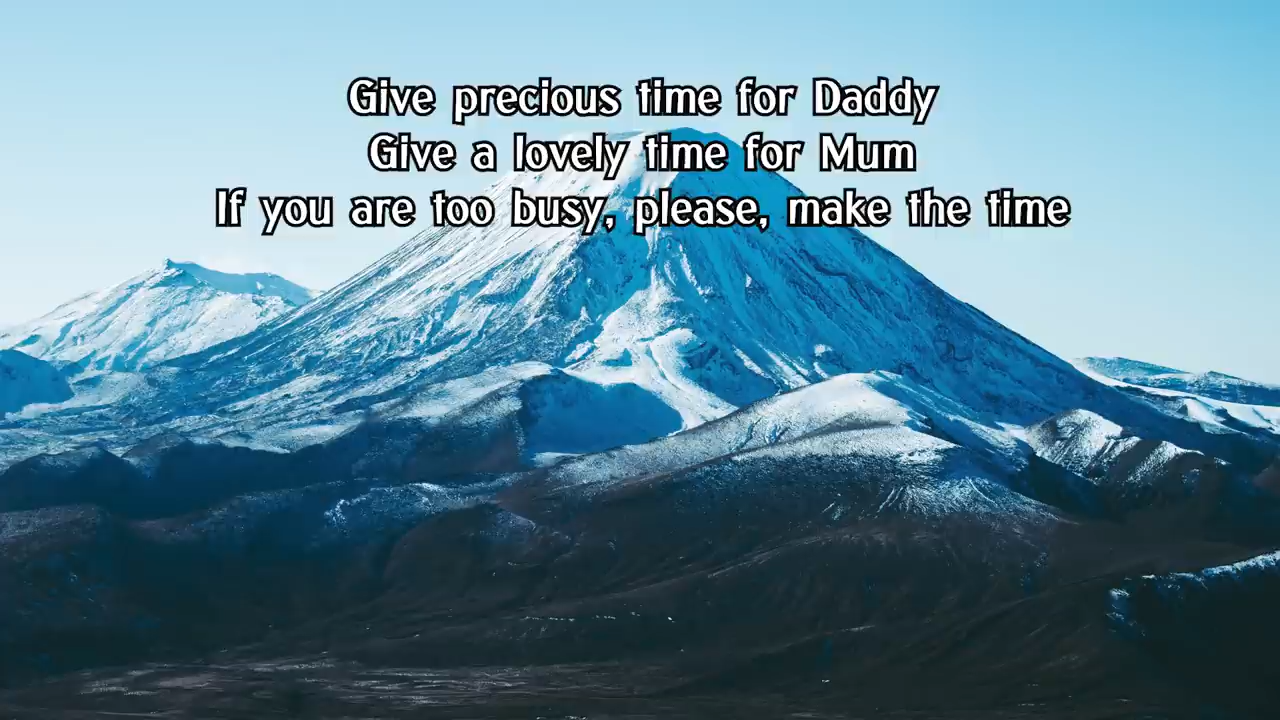 Give precious time for Daddy
Give a lovely time for Mum
If you are too busy, please, make the time